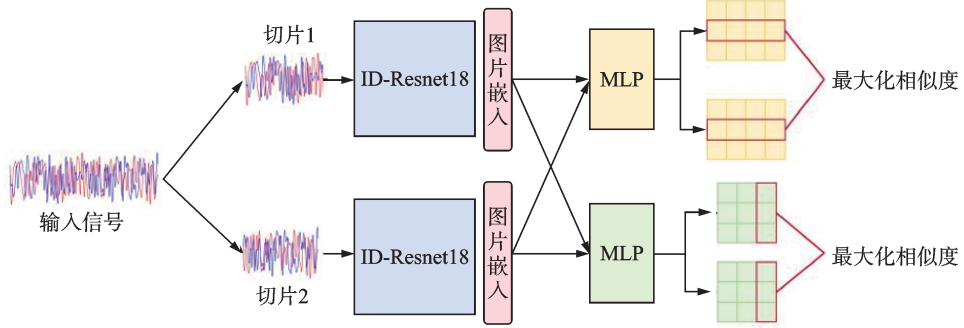 切片1
ID-Resnet18
图片嵌入
MLP
最大化相似度
输入信号
切片2
ID-Resnet18
图片嵌入
MLP
最大化相似度